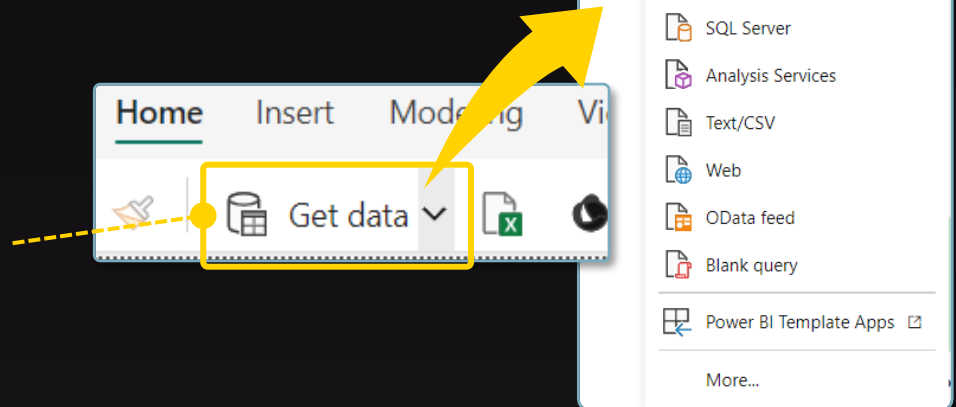 Home Insert Modeling Vi
Get data
SQL Server
Analysis Services
Text/CSV
Web
OData feed
Blank query
Power BI Template Apps
More...